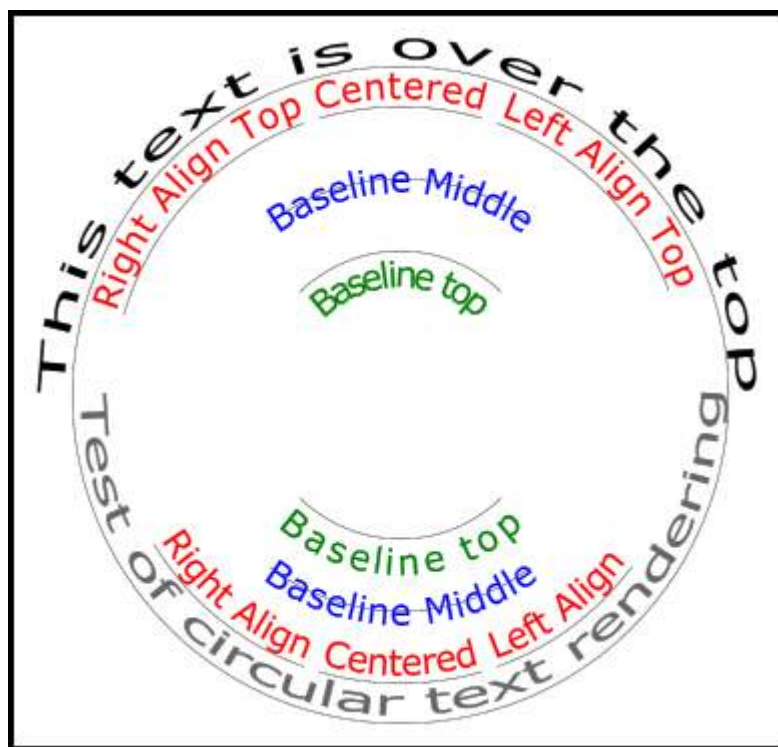 This text is over the top
Right Align Top Centered Left Align Top
Baseline Middle
Baseline top
Baseline top
Baseline Middle
Right Align Centered Left Align
Test of circular text rendering